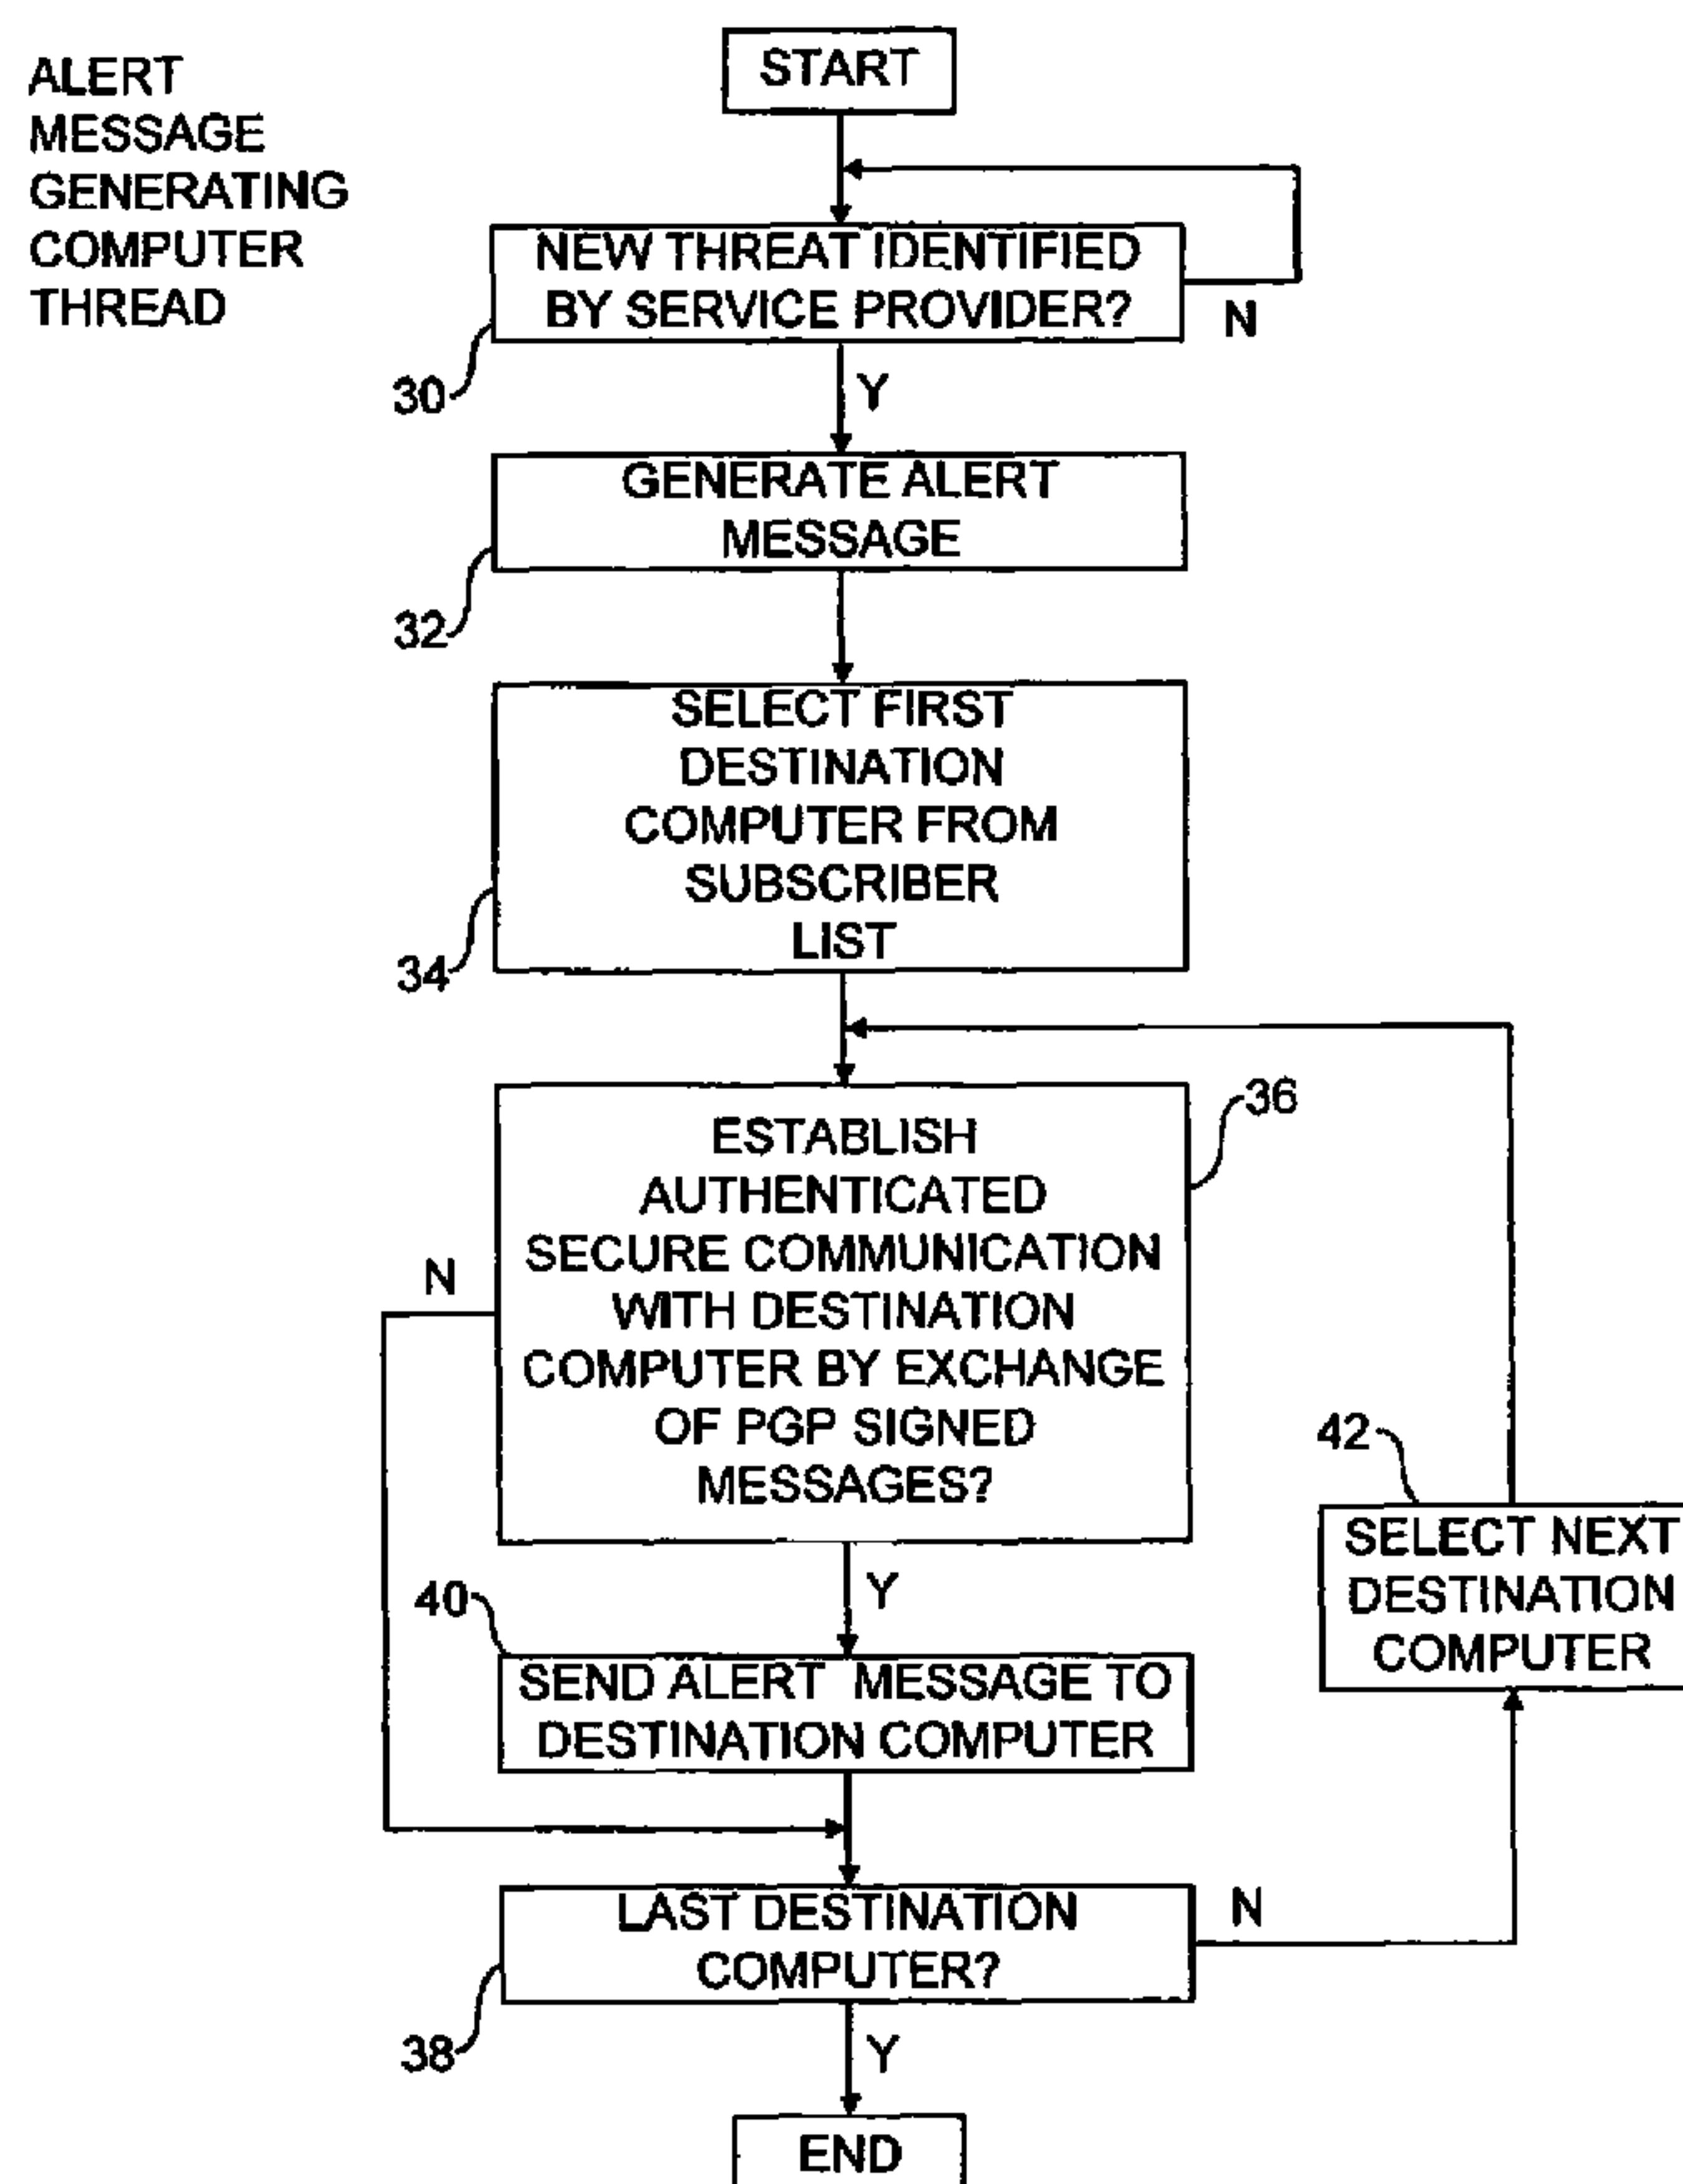 ALERT
MESSAGE
GENERATING
COMPUTER
THREAD
START
NEW THREAT IDENTIFIED
BY SERVICE PROVIDER?
N
30
Y
GENERATE ALERT
MESSAGE
32
SELECT FIRST
DESTINATION
COMPUTER FROM
SUBSCRIBER
LIST
34
36
ESTABLISH
AUTHENTICATED
SECURE COMMUNICATION
WITH DESTINATION
COMPUTER BY EXCHANGE
OF PGP SIGNED
MESSAGES?
N
42
SELECT NEXT
DESTINATION
COMPUTER
Y
40
SEND ALERT MESSAGE TO
DESTINATION COMPUTER
LAST DESTINATION
COMPUTER?
N
38
Y
END